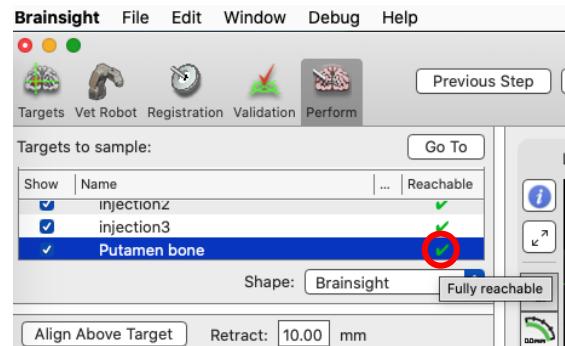 Brainsight File Edit Window Debug Help
Previous Step
Targets Vet Robot Registration Validation Perform
Targets to sample: Go To
Show Name ... Reachable
injection2
injection3
Putamen bone
Shape: Brainsight
Fully reachable
Align Above Target Retract: 10.00 mm